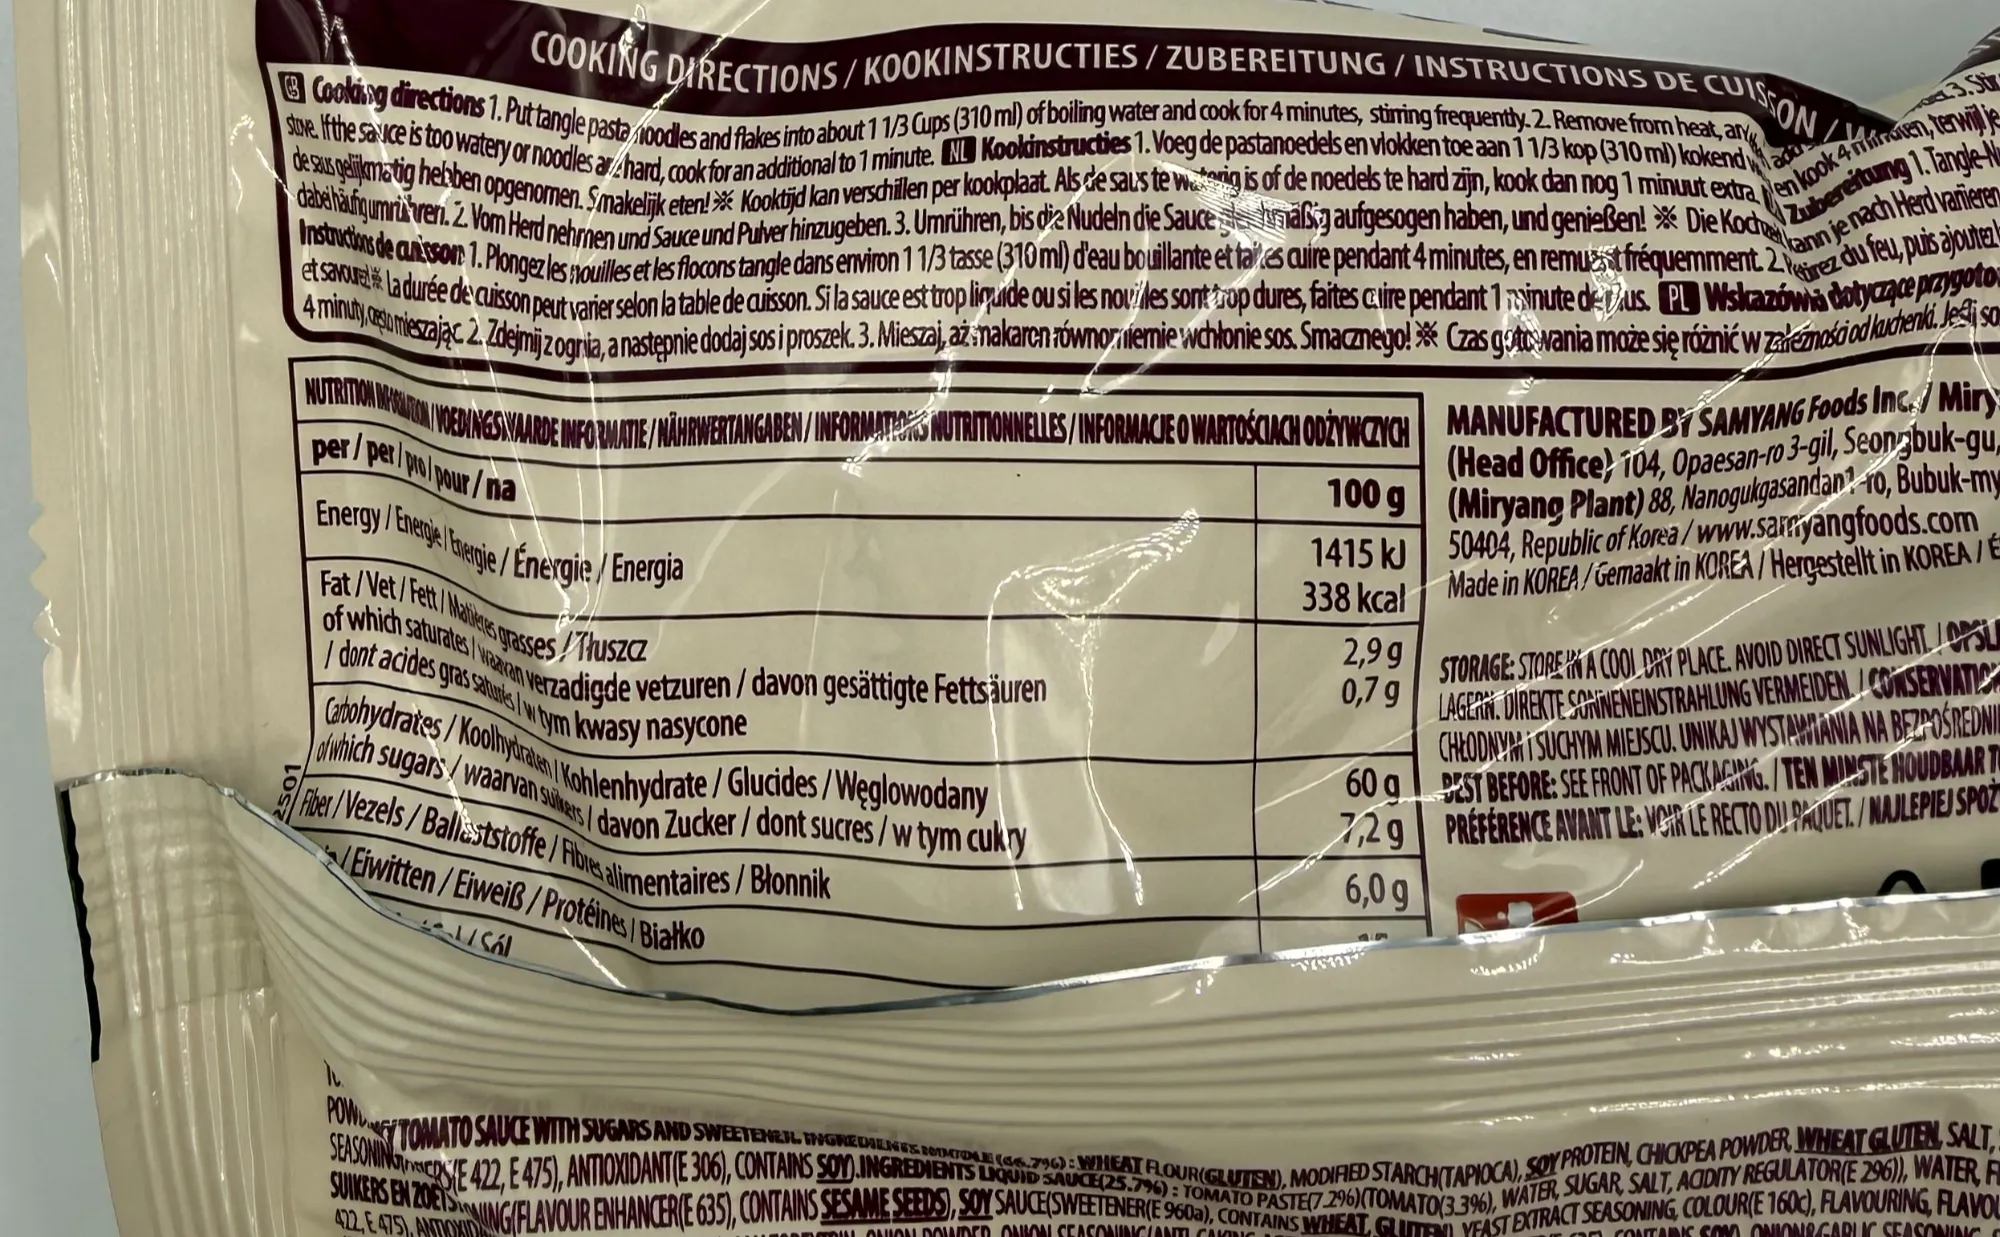 COOKING DIRECTIONS / KOOKINSTRUCTIES / ZUBEREITUNG / INSTRUCTIONS DE CUISSON /
GB Cooking directions 1. Put tangle pasta noodles and flakes into about 1 1/3 Cups (310 ml) of boiling water and cook for 4 minutes, stirring frequently. 2. Remove from heat,
stove. If the sauce is too watery or noodles are hard, cook for an additional to 1 minute. NL Kookinstructies 1. Voeg de pastanoedels en vlokken toe aan 1 1/3 kop (310 ml) kokend en kook 4 minuten, terwijl je
de saus gelijkmatig hebben opgenomen. Smakelijk eten! ※ Kooktijd kan verschillen per kookplaat. Als de saus te waterig is of de noedels te hard zijn, kook dan nog 1 minuut extra. Zubereitung 1. Tangle-
dabei häufig umrühren. 2. Vom Herd nehmen und Sauce und Pulver hinzugeben. 3. Umrühren, bis die Nudeln die Sauce gleichmäßig aufgesogen haben, und genießen! ※ Die Kochzeit kann je nach Herd variieren
Instructions de cuisson 1. Plongez les nouilles et les flocons tangle dans environ 1 1/3 tasse (310 ml) d'eau bouillante et faites cuire pendant 4 minutes, en remuant fréquemment. 2. Retirez du feu, puis ajoutez
et savourez! ※ La durée de cuisson peut varier selon la table de cuisson. Si la sauce est trop liquide ou si les nouilles sont trop dures, faites cuire pendant 1 minute de plus. PL Wskazówka dotyczące
4 minuty, często mieszając. 2. Zdejmij z ognia, a następnie dodaj sos i proszek. 3. Mieszaj, aż makaron równomiernie wchłonie sos. Smacznego! ※ Czas gotowania może się różnić w zależności od kuchenki. Jeśli
NUTRITION INFORMATION / VOEDINGSWAARDE INFORMATIE / NÄHRWERTANGABEN / INFORMATIONS NUTRITIONNELLES / INFORMACJE O WARTOŚCIACH ODŻYWCZYCH
per / per / pro / pour / na 100 g
Energy / Energie / Energie / Énergie / Energia 1415 kJ
338 kcal
Fat / Vet / Fett / Matières grasses / Tłuszcz 2,9 g
of which saturates / waarvan verzadigde vetzuren / davon gesättigte Fettsäuren 0,7 g
/ dont acides gras saturés / w tym kwasy nasycone
Carbohydrates / Koolhydraten / Kohlenhydrate / Glucides / Węglowodany 60 g
of which sugars / waarvan suikers / davon Zucker / dont sucres / w tym cukry 7,2 g
Fiber / Vezels / Ballaststoffe / Fibres alimentaires / Błonnik 6,0 g
/ Eiwitten / Eiweiß / Protéines / Białko
/ Sól
MANUFACTURED BY SAMYANG Foods Inc. /
(Head Office) 104, Opaesan-ro 3-gil, Seongbuk-gu,
(Miryang Plant) 88, Nanogukgasandan1-ro, Bubuk-my
50404, Republic of Korea / www.samyangfoods.com
Made in KOREA / Gemaakt in KOREA / Hergestellt in KOREA /
STORAGE: STORE IN A COOL DRY PLACE. AVOID DIRECT SUNLIGHT. /
LAGERN. DIREKTE SONNENEINSTRAHLUNG VERMEIDEN. /
CHŁODNYM I SUCHYM MIEJSCU. UNIKAJ WYSTAWIANIA NA
BEST BEFORE: SEE FRONT OF PACKAGING. / TEN MINSTE HOUDBAAR
PRÉFÉRENCE AVANT LE: VOIR LE RECTO DU PAQUET. / NAJLEPIEJ
TOMATO SAUCE WITH SUGARS AND SWEETENER. INGREDIENTS NOODLE (66.7%) : WHEAT FLOUR(GLUTEN), MODIFIED STARCH(TAPIOCA), SOY PROTEIN, CHICKPEA POWDER, WHEAT GLUTEN, SALT,
(E 422, E 475), ANTIOXIDANT(E 306), CONTAINS SOY). INGREDIENTS LIQUID SAUCE(25.7%) : TOMATO PASTE(7.2%)(TOMATO(3.3%), WATER, SUGAR, SALT, ACIDITY REGULATOR(E 296)), WATER,
(FLAVOUR ENHANCER(E 635), CONTAINS SESAME SEEDS), SOY SAUCE(SWEETENER(E 960a), CONTAINS WHEAT, GLUTEN), YEAST EXTRACT SEASONING, COLOUR(E 160c), FLAVOURING,